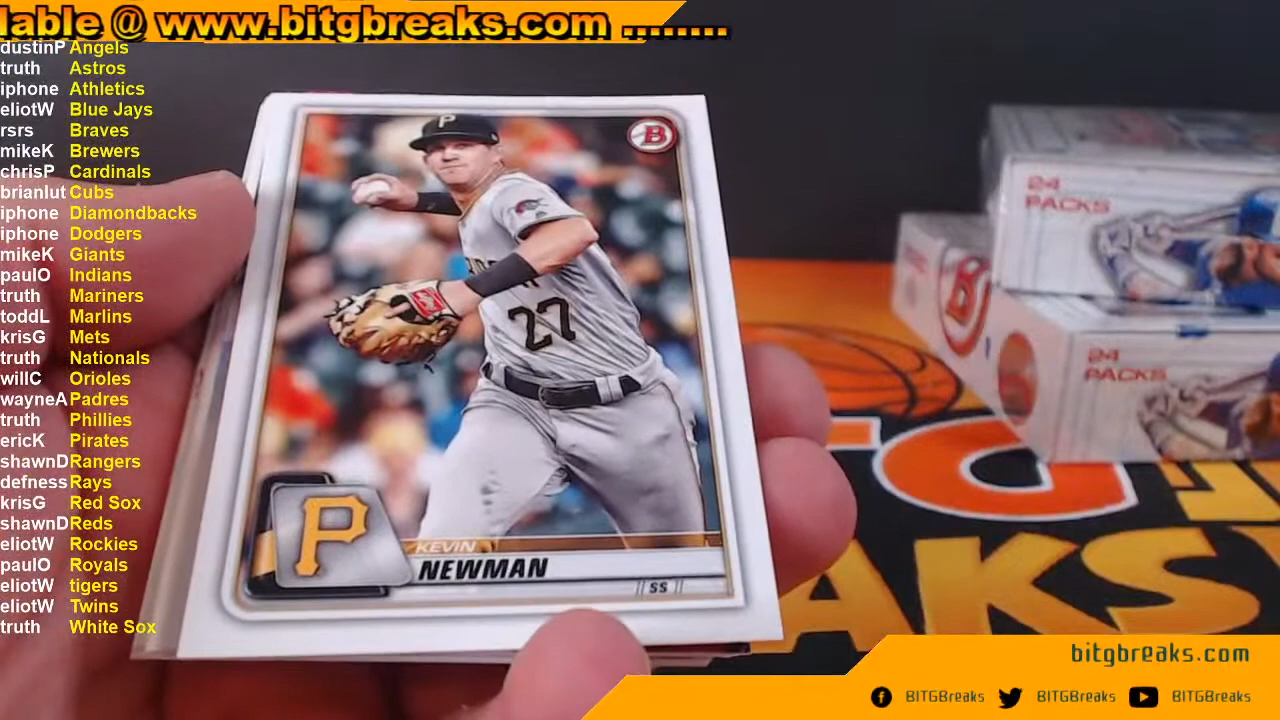 lable @ www.bitgbreaks.com ........
dustinP Angels
truth Astros
iphone Athletics
eliotW Blue Jays
rsrs Braves
mikeK Brewers
chrisP Cardinals
brianlut Cubs
iphone Diamondbacks
iphone Dodgers
mikeK Giants
paulO Indians
truth Mariners
toddL Marlins
krisG Mets
truth Nationals
willC Orioles
wayneA Padres
truth Phillies
ericK Pirates
shawnD Rangers
defness Rays
krisG Red Sox
shawnD Reds
eliotW Rockies
paulO Royals
eliotW tigers
eliotW Twins
truth White Sox
P
B
27
P
KEVIN
NEWMAN
SS
24
PACKS
B
24
PACKS
bitgbreaks.com
BITGBreaks
BITGBreaks
BITGBreaks